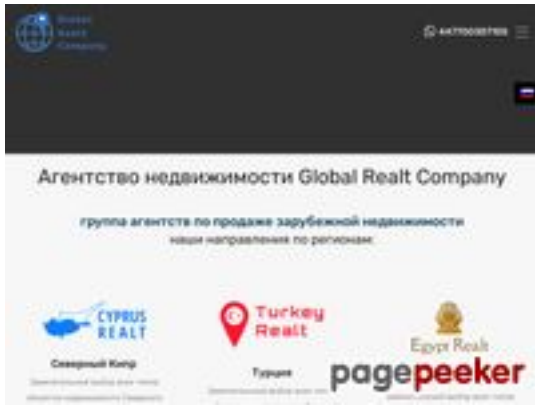 Global
Realt
Company
Агентство недвижимости Global Realt Company
группа агентств по продаже зарубежной недвижимости
наши направления по регионам:
CYPRUS
REALT
Turkey
Realt
Egypt Realt
Северный Кипр
Турция
pagepeeker